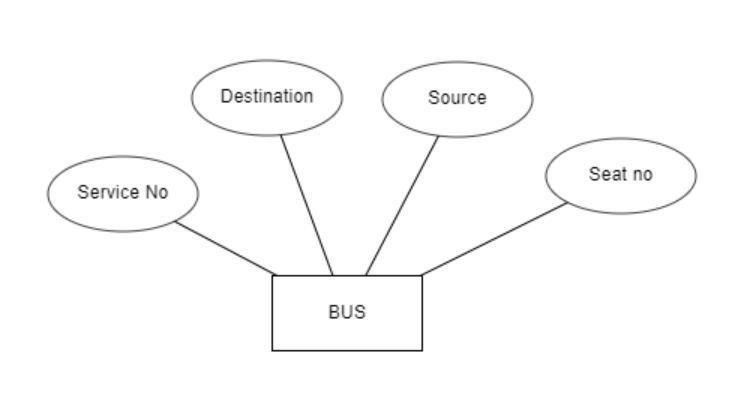 Destination
Source
Seat no
Service No
BUS